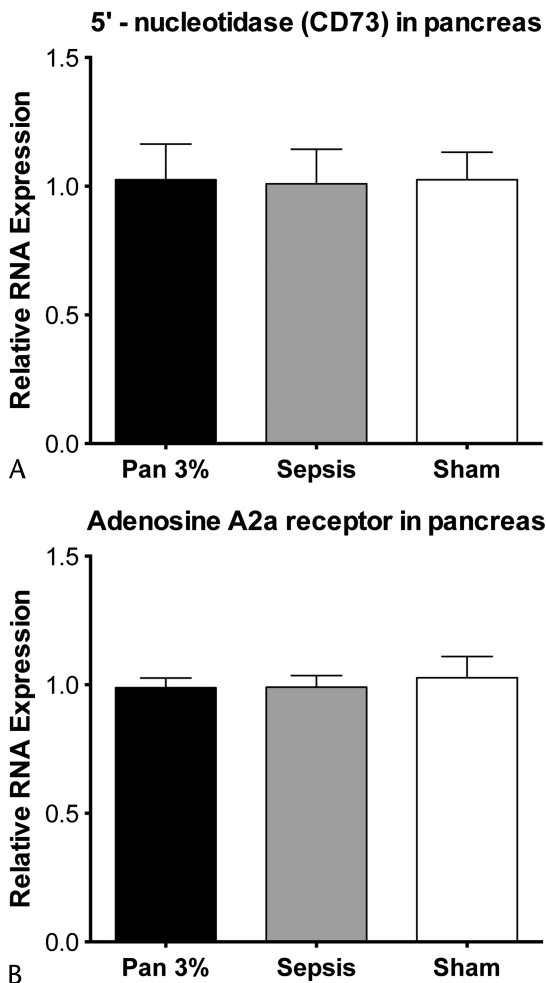 5' - nucleotidase (CD73) in pancreas
Relative RNA Expression
1.5
1.0
0.5
0.0
Pan 3% Sepsis Sham
A
Adenosine A2a receptor in pancreas
Relative RNA Expression
1.5
1.0
0.5
0.0
Pan 3% Sepsis Sham
B